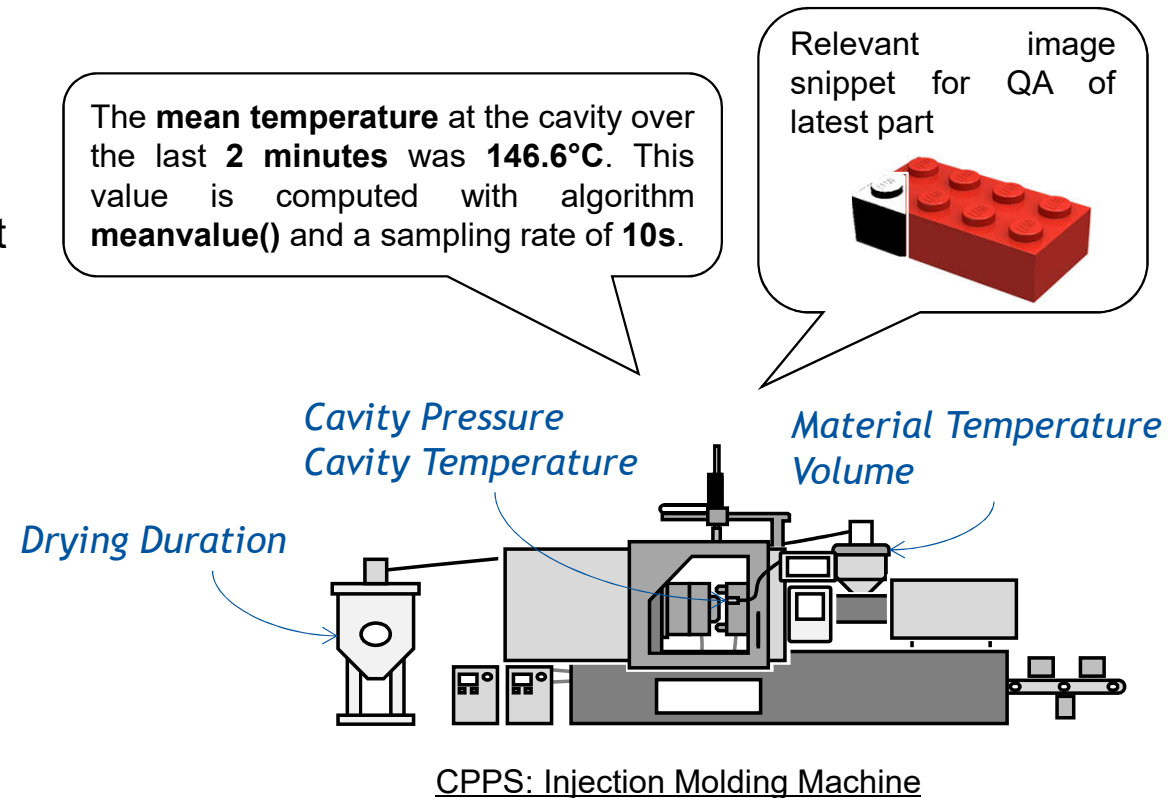 Relevant image
snippet for QA of
latest part
The mean temperature at the cavity over
the last 2 minutes was 146.6°C. This
value is computed with algorithm
meanvalue() and a sampling rate of 10s.
t
Cavity Pressure
Cavity Temperature
Material Temperature
Volume
Drying Duration
CPPS: Injection Molding Machine